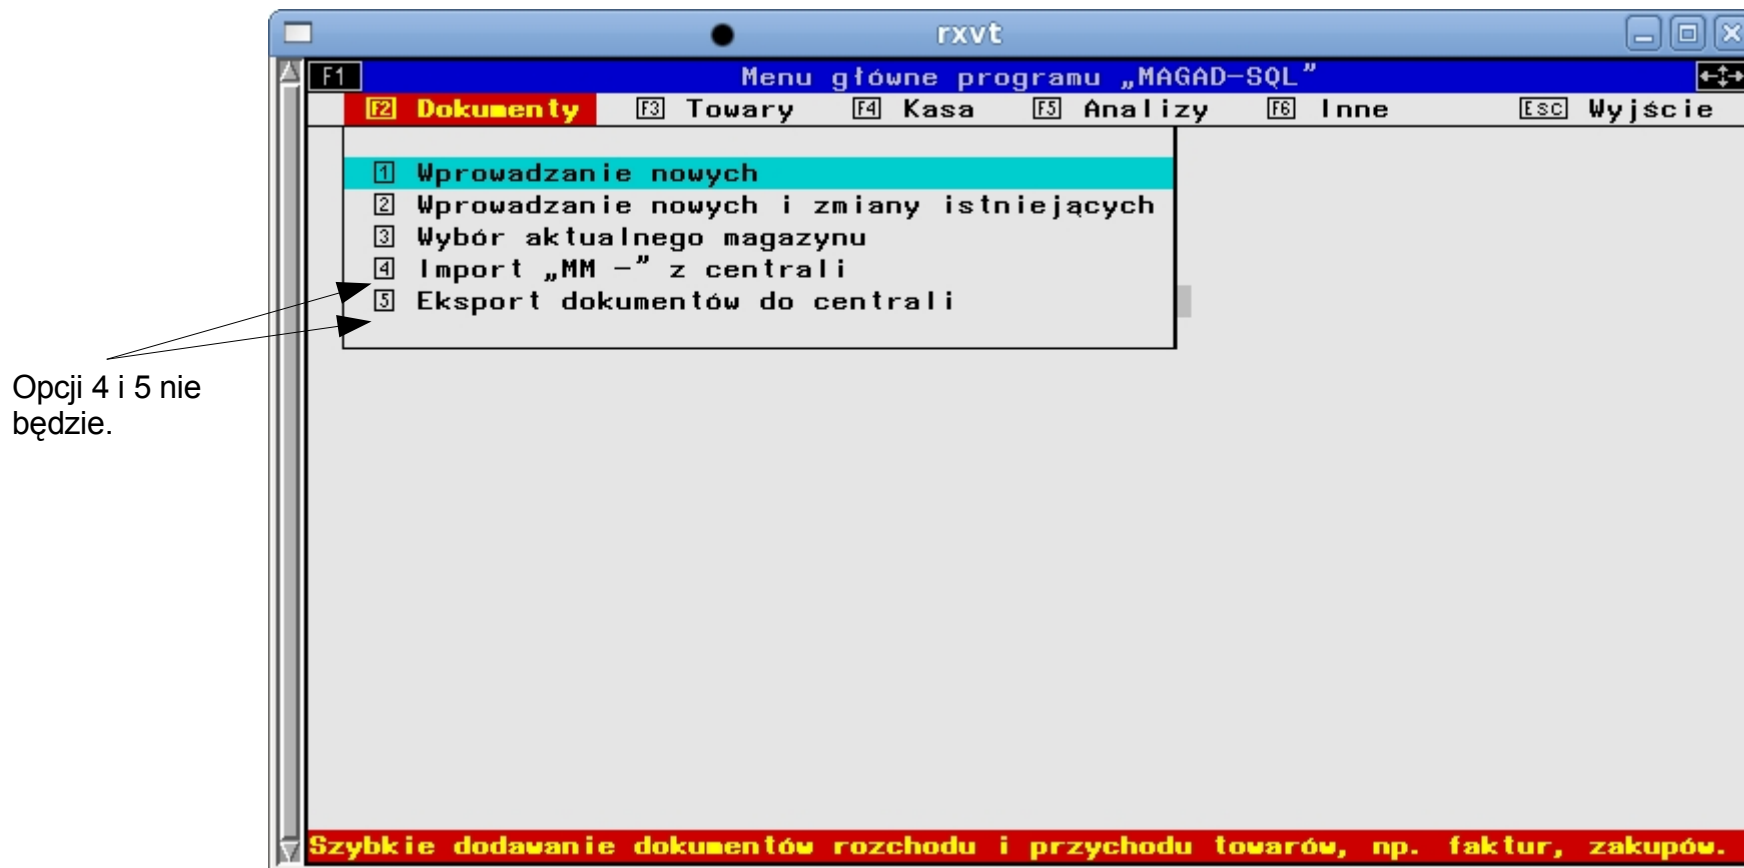 rxvt
F1 Menu główne programu „MAGAD-SQL”
F2 Dokumenty F3 Towary F4 Kasa F5 Analizy F6 Inne ESC Wyjście
1 Wprowadzanie nowych
2 Wprowadzanie nowych i zmiany istniejących
3 Wybór aktualnego magazynu
4 Import „MM -” z centrali
5 Eksport dokumentów do centrali
Opcji 4 i 5 nie
będzie.
Szybkie dodawanie dokumentów rozchodu i przychodu towarów, np. faktur, zakupów.